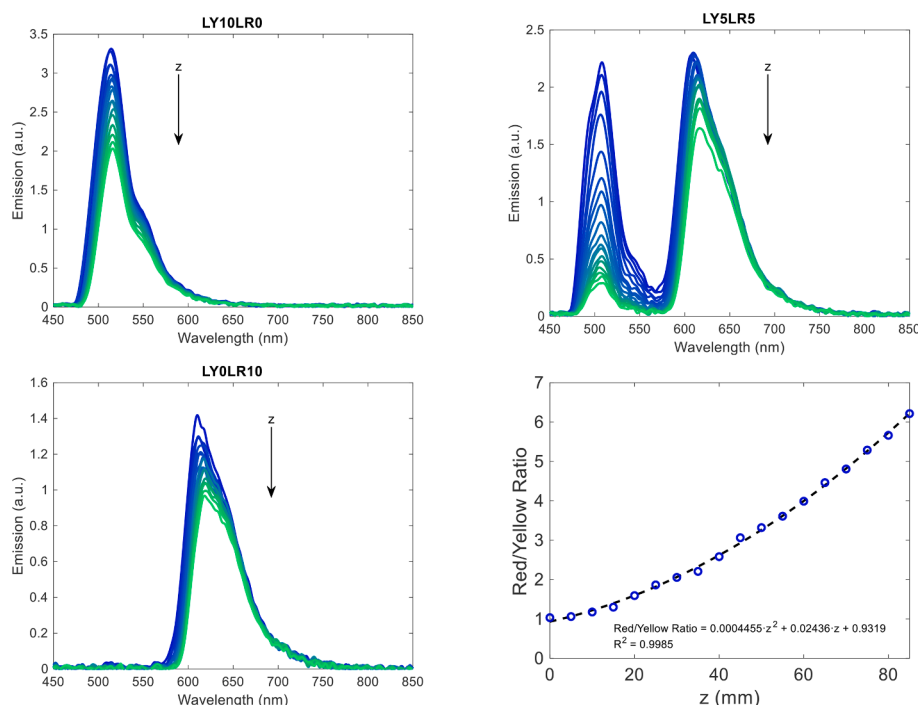 LY10LR0
3.5
3
2.5
2
1.5
1
0.5
0
Emission (a.u.)
z
450 500 550 600 650 700 750 800 850
Wavelength (nm)
LY5LR5
2.5
2
1.5
1
0.5
0
Emission (a.u.)
z
450 500 550 600 650 700 750 800 850
Wavelength (nm)
LY0LR10
1.6
1.4
1.2
1
0.8
0.6
0.4
0.2
0
Emission (a.u.)
z
450 500 550 600 650 700 750 800 850
Wavelength (nm)
7
6
5
4
3
2
1
0
Red/Yellow Ratio
Red/Yellow Ratio = 0.0004455·z² + 0.02436·z + 0.9319
R² = 0.9985
0 20 40 60 80
z (mm)